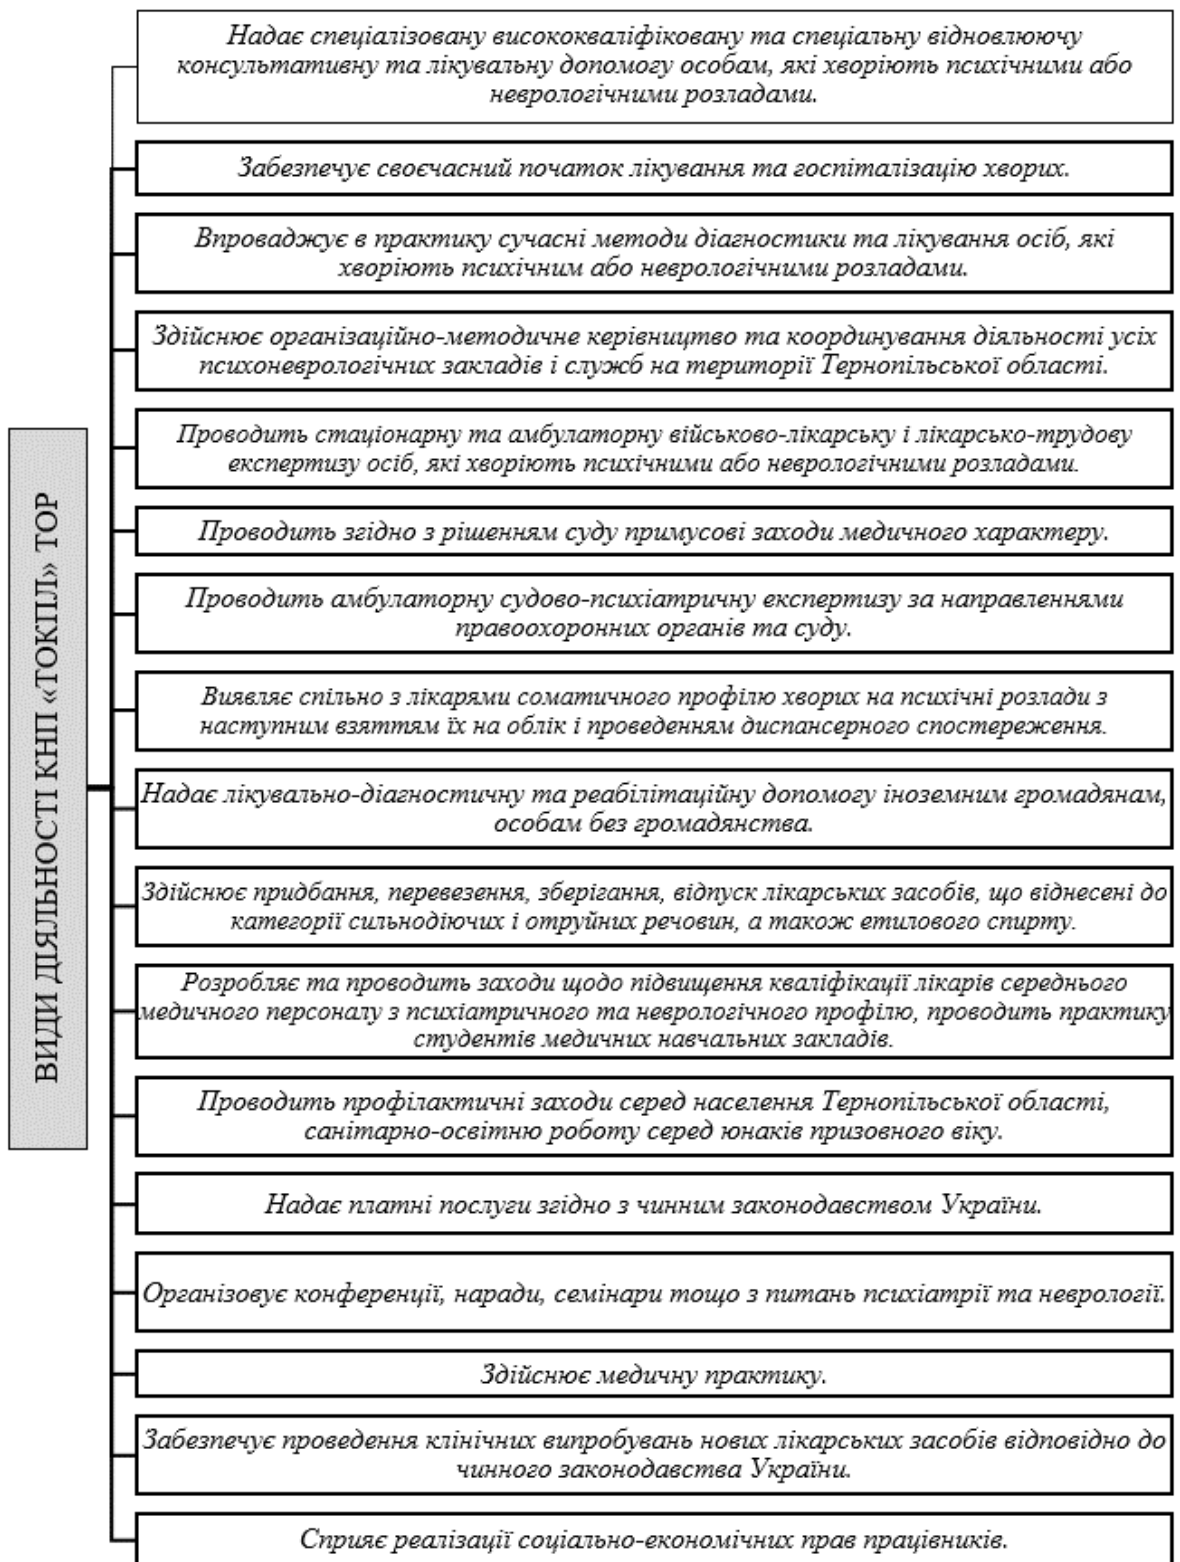 ВИДИ ДІЯЛЬНОСТІ КНП «ТОКПЛ» ТОР
Надає спеціалізовану висококваліфіковану та спеціальну відновлюючу
консультативну та лікувальну допомогу особам, які хворіють психічними або
неврологічними розладами.
Забезпечує своєчасний початок лікування та госпіталізацію хворих.
Впроваджує в практику сучасні методи діагностики та лікування осіб, які
хворіють психічним або неврологічними розладами.
Здійснює організаційно-методичне керівництво та координування діяльності усіх
психоневрологічних закладів і служб на території Тернопільської області.
Проводить стаціонарну та амбулаторну військово-лікарську і лікарсько-трудову
експертизу осіб, які хворіють психічними або неврологічними розладами.
Проводить згідно з рішенням суду примусові заходи медичного характеру.
Проводить амбулаторну судово-психіатричну експертизу за направленнями
правоохоронних органів та суду.
Виявляє спільно з лікарями соматичного профілю хворих на психічні розлади з
наступним взяттям їх на облік і проведенням диспансерного спостереження.
Надає лікувально-діагностичну та реабілітаційну допомогу іноземним громадянам,
особам без громадянства.
Здійснює придбання, перевезення, зберігання, відпуск лікарських засобів, що віднесені до
категорії сильнодіючих і отруйних речовин, а також етилового спирту.
Розробляє та проводить заходи щодо підвищення кваліфікації лікарів середнього
медичного персоналу з психіатричного та неврологічного профілю, проводить практику
студентів медичних навчальних закладів.
Проводить профілактичні заходи серед населення Тернопільської області,
санітарно-освітню роботу серед юнаків призовного віку.
Надає платні послуги згідно з чинним законодавством України.
Організовує конференції, наради, семінари тощо з питань психіатрії та неврології.
Здійснює медичну практику.
Забезпечує проведення клінічних випробувань нових лікарських засобів відповідно до
чинного законодавства України.
Сприяє реалізації соціально-економічних прав працівників.